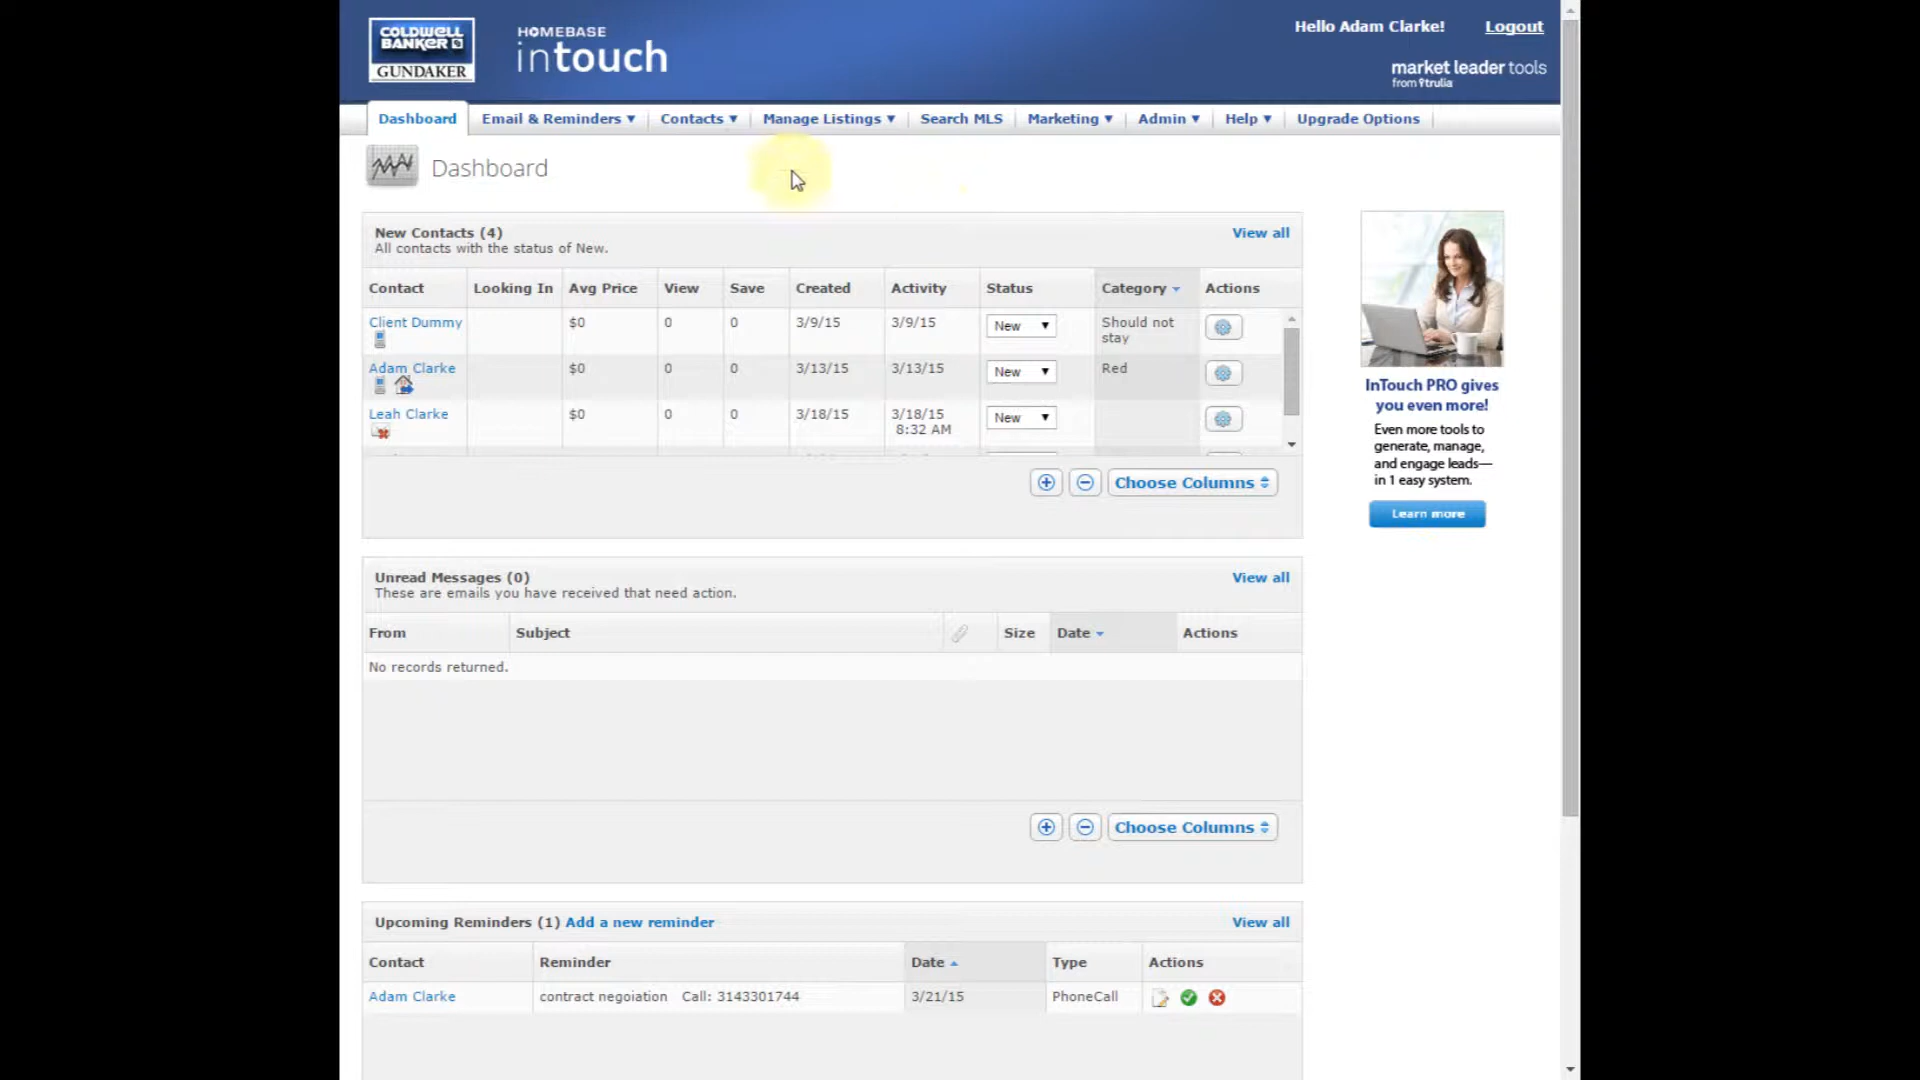 COLDWELL
BANKER
GUNDAKER
HOMEBASE
intouch
Hello Adam Clarke!
Logout
market leader tools
from trulia
Dashboard
Email & Reminders ▼
Contacts ▼
Manage Listings ▼
Search MLS
Marketing ▼
Admin ▼
Help ▼
Upgrade Options
Dashboard
New Contacts (4)
View all
All contacts with the status of New.
Contact Looking In Avg Price View Save Created Activity Status Category Actions
Client Dummy $0 0 0 3/9/15 3/9/15 New Should not
stay
Adam Clarke $0 0 0 3/13/15 3/13/15 New Red
Leah Clarke $0 0 0 3/18/15 3/18/15 New
8:32 AM
Choose Columns
InTouch PRO gives
you even more!
Even more tools to
generate, manage,
and engage leads—
in 1 easy system.
Learn more
Unread Messages (0)
View all
These are emails you have received that need action.
From Subject Size Date Actions
No records returned.
Choose Columns
Upcoming Reminders (1) Add a new reminder
View all
Contact Reminder Date Type Actions
Adam Clarke contract negoiation Call: 3143301744 3/21/15 PhoneCall